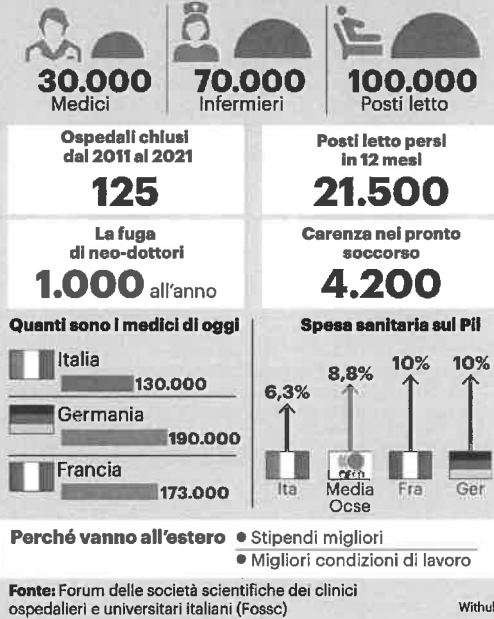 30.000
Medici
70.000
Infermieri
100.000
Posti letto
Ospedali chiusi
dal 2011 al 2021
125
Posti letto persi
in 12 mesi
21.500
La fuga
di neo-dottori
1.000 all'anno
Carenza nei pronto
soccorso
4.200
Quanti sono i medici di oggi
Italia
130.000
Germania
190.000
Francia
173.000
Spesa sanitaria sul Pil
6,3%
8,8%
10%
10%
Ita
Media
Ocse
Fra
Ger
Perché vanno all'estero ● Stipendi migliori
● Migliori condizioni di lavoro
Fonte: Forum delle società scientifiche dei clinici
ospedalieri e universitari italiani (Fossc)